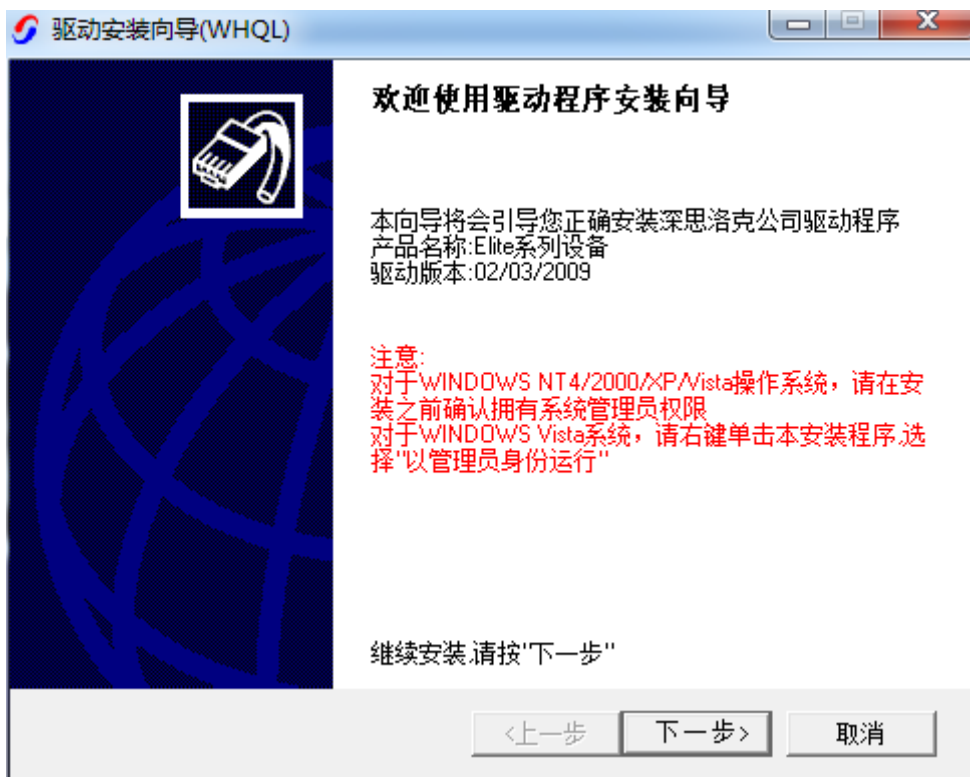 驱动安装向导(WHQL)
欢迎使用驱动程序安装向导
本向导将会引导您正确安装深思洛克公司驱动程序
产品名称:Elite系列设备
驱动版本:02/03/2009
注意:
对于WINDOWS NT4/2000/XP/Vista操作系统，请在安
装之前确认拥有系统管理员权限
对于WINDOWS Vista系统，请右键单击本安装程序,选
择"以管理员身份运行"
继续安装,请按"下一步"
<上一步
下一步>
取消